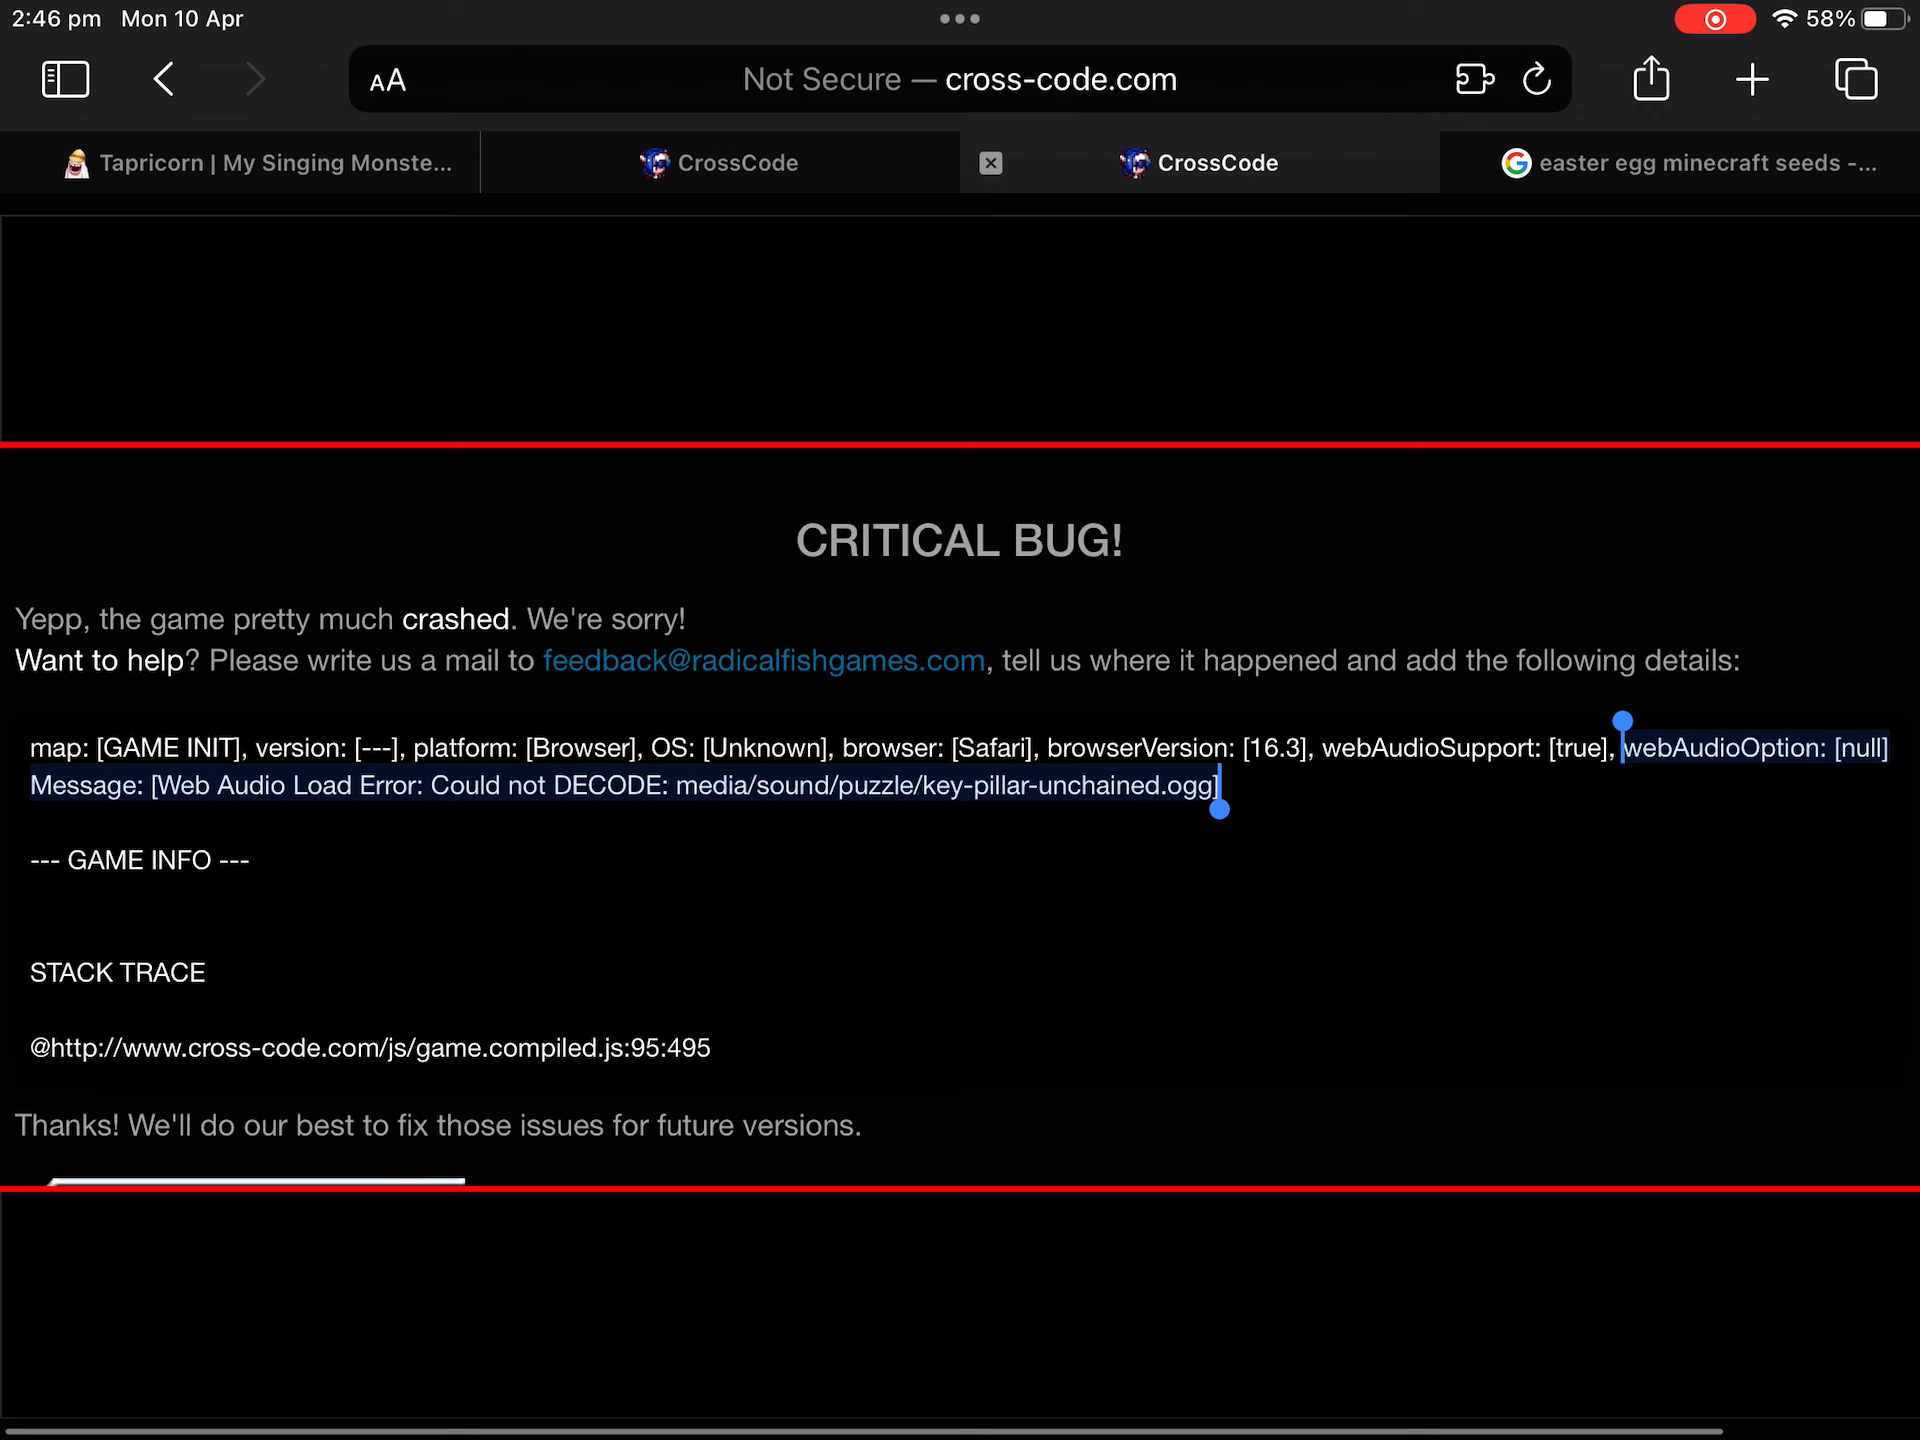 2:46 pm Mon 10 Apr
58%
AA
Not Secure — cross-code.com
Tapricorn | My Singing Monste...
CrossCode
CrossCode
easter egg minecraft seeds -...
CRITICAL BUG!
Yepp, the game pretty much crashed. We're sorry!
Want to help? Please write us a mail to feedback@radicalfishgames.com, tell us where it happened and add the following details:
map: [GAME INIT], version: [---], platform: [Browser], OS: [Unknown], browser: [Safari], browserVersion: [16.3], webAudioSupport: [true], webAudioOption: [null]
Message: [Web Audio Load Error: Could not DECODE: media/sound/puzzle/key-pillar-unchained.ogg]
--- GAME INFO ---
STACK TRACE
@http://www.cross-code.com/js/game.compiled.js:95:495
Thanks! We'll do our best to fix those issues for future versions.